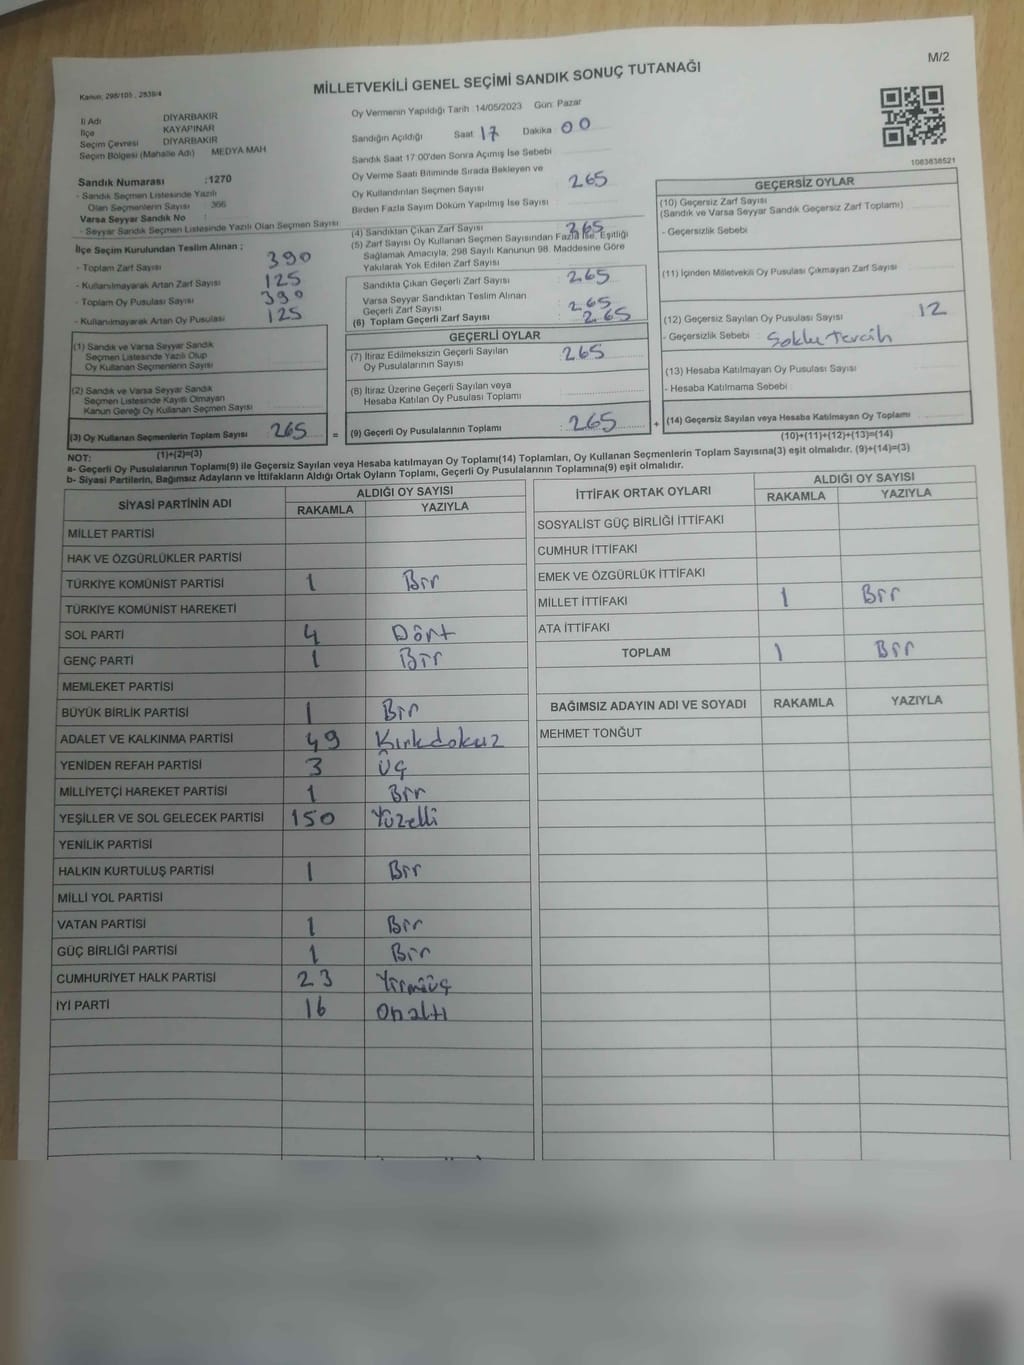 M/2
Kanun: 298/105 , 2839/4
MİLLETVEKİLİ GENEL SEÇİMİ SANDIK SONUÇ TUTANAĞI
İl Adı DİYARBAKIR
İlçe KAYAPINAR
Seçim Çevresi DİYARBAKIR
Seçim Bölgesi (Mahalle Adı) MEDYA MAH
Sandık Numarası :1270
- Sandık Seçmen Listesinde Yazılı
Olan Seçmenlerin Sayısı : 366
Varsa Seyyar Sandık No :
- Seyyar Sandık Seçmen Listesinde Yazılı Olan Seçmen Sayısı
İlçe Seçim Kurulundan Teslim Alınan ;
- Toplam Zarf Sayısı 390
- Kullanılmayarak Artan Zarf Sayısı 125
- Toplam Oy Pusulası Sayısı 390
- Kullanılmayarak Artan Oy Pusulası 125
(1) Sandık ve Varsa Seyyar Sandık
Seçmen Listesinde Yazılı Olup
Oy Kullanan Seçmenlerin Sayısı
(2) Sandık ve Varsa Seyyar Sandık
Seçmen Listesinde Kayıtlı Olmayan
Kanun Gereği Oy Kullanan Seçmen Sayısı
(3) Oy Kullanan Seçmenlerin Toplam Sayısı 265
(1)+(2)=(3)
Oy Vermenin Yapıldığı Tarih 14/05/2023 Gün: Pazar
Sandığın Açıldığı Saat 17 Dakika 00
Sandık Saat 17:00'den Sonra Açımış İse Sebebi
Oy Verme Saati Bitiminde Sırada Bekleyen ve
Oy Kullandırılan Seçmen Sayısı 265
Birden Fazla Sayım Döküm Yapılmış İse Sayısı
(4) Sandıktan Çıkan Zarf Sayısı 265
(5) Zarf Sayısı Oy Kullanan Seçmen Sayısından Fazla İse, Eşitliği
Sağlamak Amacıyla, 298 Sayılı Kanunun 98. Maddesine Göre
Yakılarak Yok Edilen Zarf Sayısı
Sandıkta Çıkan Geçerli Zarf Sayısı : 265
Varsa Seyyar Sandıktan Teslim Alınan
Geçerli Zarf Sayısı : 265
(6) Toplam Geçerli Zarf Sayısı : 265
GEÇERLİ OYLAR
(7) İtiraz Edilmeksizin Geçerli Sayılan
Oy Pusulalarının Sayısı : 265
(8) İtiraz Üzerine Geçerli Sayılan veya
Hesaba Katılan Oy Pusulası Toplamı
= (9) Geçerli Oy Pusulalarının Toplamı : 265 +
1083838521
GEÇERSİZ OYLAR
(10) Geçersiz Zarf Sayısı
(Sandık ve Varsa Seyyar Sandık Geçersiz Zarf Toplamı)
- Geçersizlik Sebebi
(11) İçinden Milletvekili Oy Pusulası Çıkmayan Zarf Sayısı
(12) Geçersiz Sayılan Oy Pusulası Sayısı : 12
- Geçersizlik Sebebi : Tercih
(13) Hesaba Katılmayan Oy Pusulası Sayısı
- Hesaba Katılmama Sebebi :
(14) Geçersiz Sayılan veya Hesaba Katılmayan Oy Toplamı
(10)+(11)+(12)+(13)=(14)
NOT:
a- Geçerli Oy Pusulalarının Toplamı(9) ile Geçersiz Sayılan veya Hesaba katılmayan Oy Toplamı(14) Toplamları, Oy Kullanan Seçmenlerin Toplam Sayısına(3) eşit olmalıdır. (9)+(14)=(3)
b- Siyasi Partilerin, Bağımsız Adayların ve İttifakların Aldığı Ortak Oyların Toplamı, Geçerli Oy Pusulalarının Toplamına(9) eşit olmalıdır.
SİYASİ PARTİNİN ADI ALDIĞI OY SAYISI
RAKAMLA YAZIYLA
MİLLET PARTİSİ
HAK VE ÖZGÜRLÜKLER PARTİSİ
TÜRKİYE KOMÜNİST PARTİSİ 1 Bir
TÜRKİYE KOMÜNİST HAREKETİ
SOL PARTİ 4 Dört
GENÇ PARTİ 1 Bir
MEMLEKET PARTİSİ
BÜYÜK BİRLİK PARTİSİ 1 Bir
ADALET VE KALKINMA PARTİSİ 49 Kırkdokuz
YENİDEN REFAH PARTİSİ 3 Üç
MİLLİYETÇİ HAREKET PARTİSİ 1 Bir
YEŞİLLER VE SOL GELECEK PARTİSİ 150 Yüzelli
YENİLİK PARTİSİ
HALKIN KURTULUŞ PARTİSİ 1 Bir
MİLLİ YOL PARTİSİ
VATAN PARTİSİ 1 Bir
GÜÇ BİRLİĞİ PARTİSİ 1 Bir
CUMHURİYET HALK PARTİSİ 23
İYİ PARTİ 16 Onaltı
İTTİFAK ORTAK OYLARI ALDIĞI OY SAYISI
RAKAMLA YAZIYLA
SOSYALİST GÜÇ BİRLİĞİ İTTİFAKI
CUMHUR İTTİFAKI
EMEK VE ÖZGÜRLÜK İTTİFAKI
MİLLET İTTİFAKI 1 Bir
ATA İTTİFAKI
TOPLAM 1 Bir
BAĞIMSIZ ADAYIN ADI VE SOYADI RAKAMLA YAZIYLA
MEHMET TONĞUT